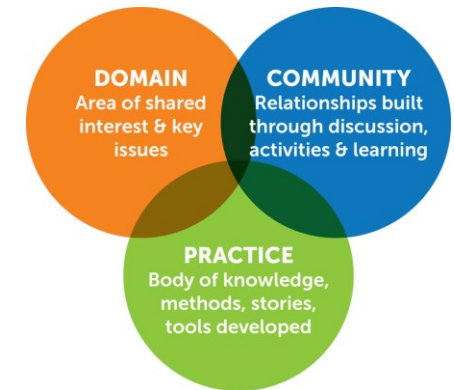 DOMAIN
Area of shared
interest & key
issues
COMMUNITY
Relationships built
through discussion,
activities & learning
PRACTICE
Body of knowledge,
methods, stories,
tools developed